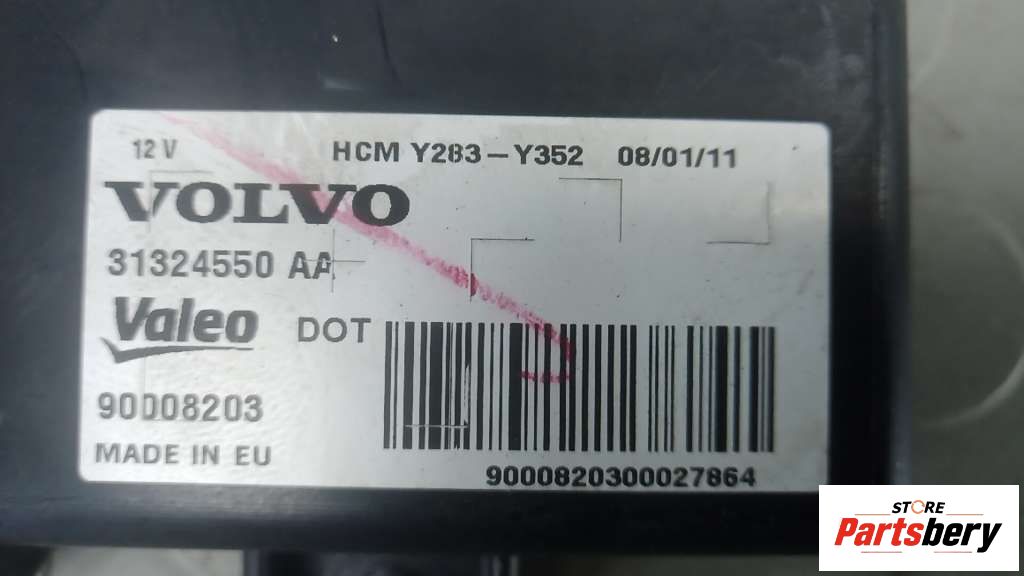 12 V HCM Y283-Y352 08/01/11
VOLVO
31324550 AA
Valeo DOT
90008203
MADE IN EU
9000820300027864
STORE
Partsbery